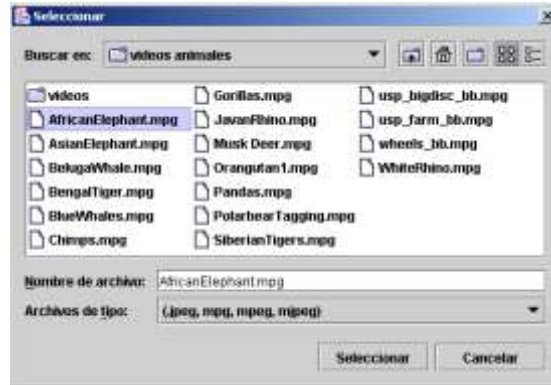 Seleccionar
Buscar en: videos animales
videos
AfricanElephant.mpg
AsianElephant.mpg
BelugaWhale.mpg
BengalTiger.mpg
BlueWhales.mpg
Chimps.mpg
Gorillas.mpg
JavanRhino.mpg
Musk Deer.mpg
Orangutan1.mpg
Pandas.mpg
PolarbearTagging.mpg
SiberianTigers.mpg
usp_bigdisc_bb.mpg
usp_farm_bb.mpg
wheels_bb.mpg
WhiteRhino.mpg
Nombre de archivo: AfricanElephant.mpg
Archivos de tipo: (.jpeg, mpg, mpeg, mjpeg)
Seleccionar Cancelar